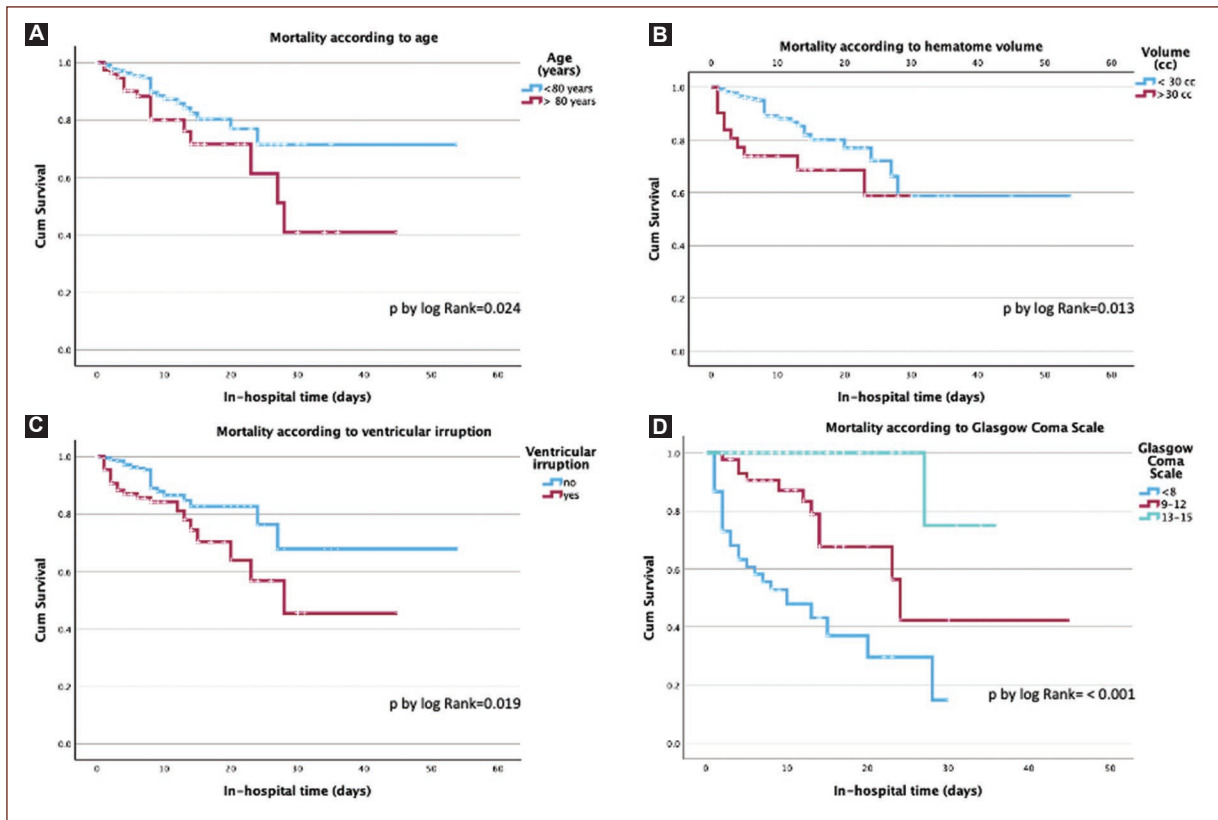 A
Mortality according to age
Age
(years)
<80 years
> 80 years
1.0
0.8
0.6
0.4
0.2
0.0
Cum Survival
p by log Rank=0.024
0 10 20 30 40 50 60
In-hospital time (days)
B
Mortality according to hematome volume
Volume
(cc)
< 30 cc
>30 cc
0 10 20 30 40 50 60
1.0
0.8
0.6
0.4
0.2
0.0
Cum Survival
p by log Rank=0.013
0 10 20 30 40 50 60
In-hospital time (days)
C
Mortality according to ventricular irruption
Ventricular
irruption
no
yes
1.0
0.8
0.6
0.4
0.2
0.0
Cum Survival
p by log Rank=0.019
0 10 20 30 40 50 60
In-hospital time (days)
D
Mortality according to Glasgow Coma Scale
Glasgow
Coma
Scale
<8
9-12
13-15
1.0
0.8
0.6
0.4
0.2
0.0
Cum Survival
p by log Rank= < 0.001
0 10 20 30 40 50
In-hospital time (days)